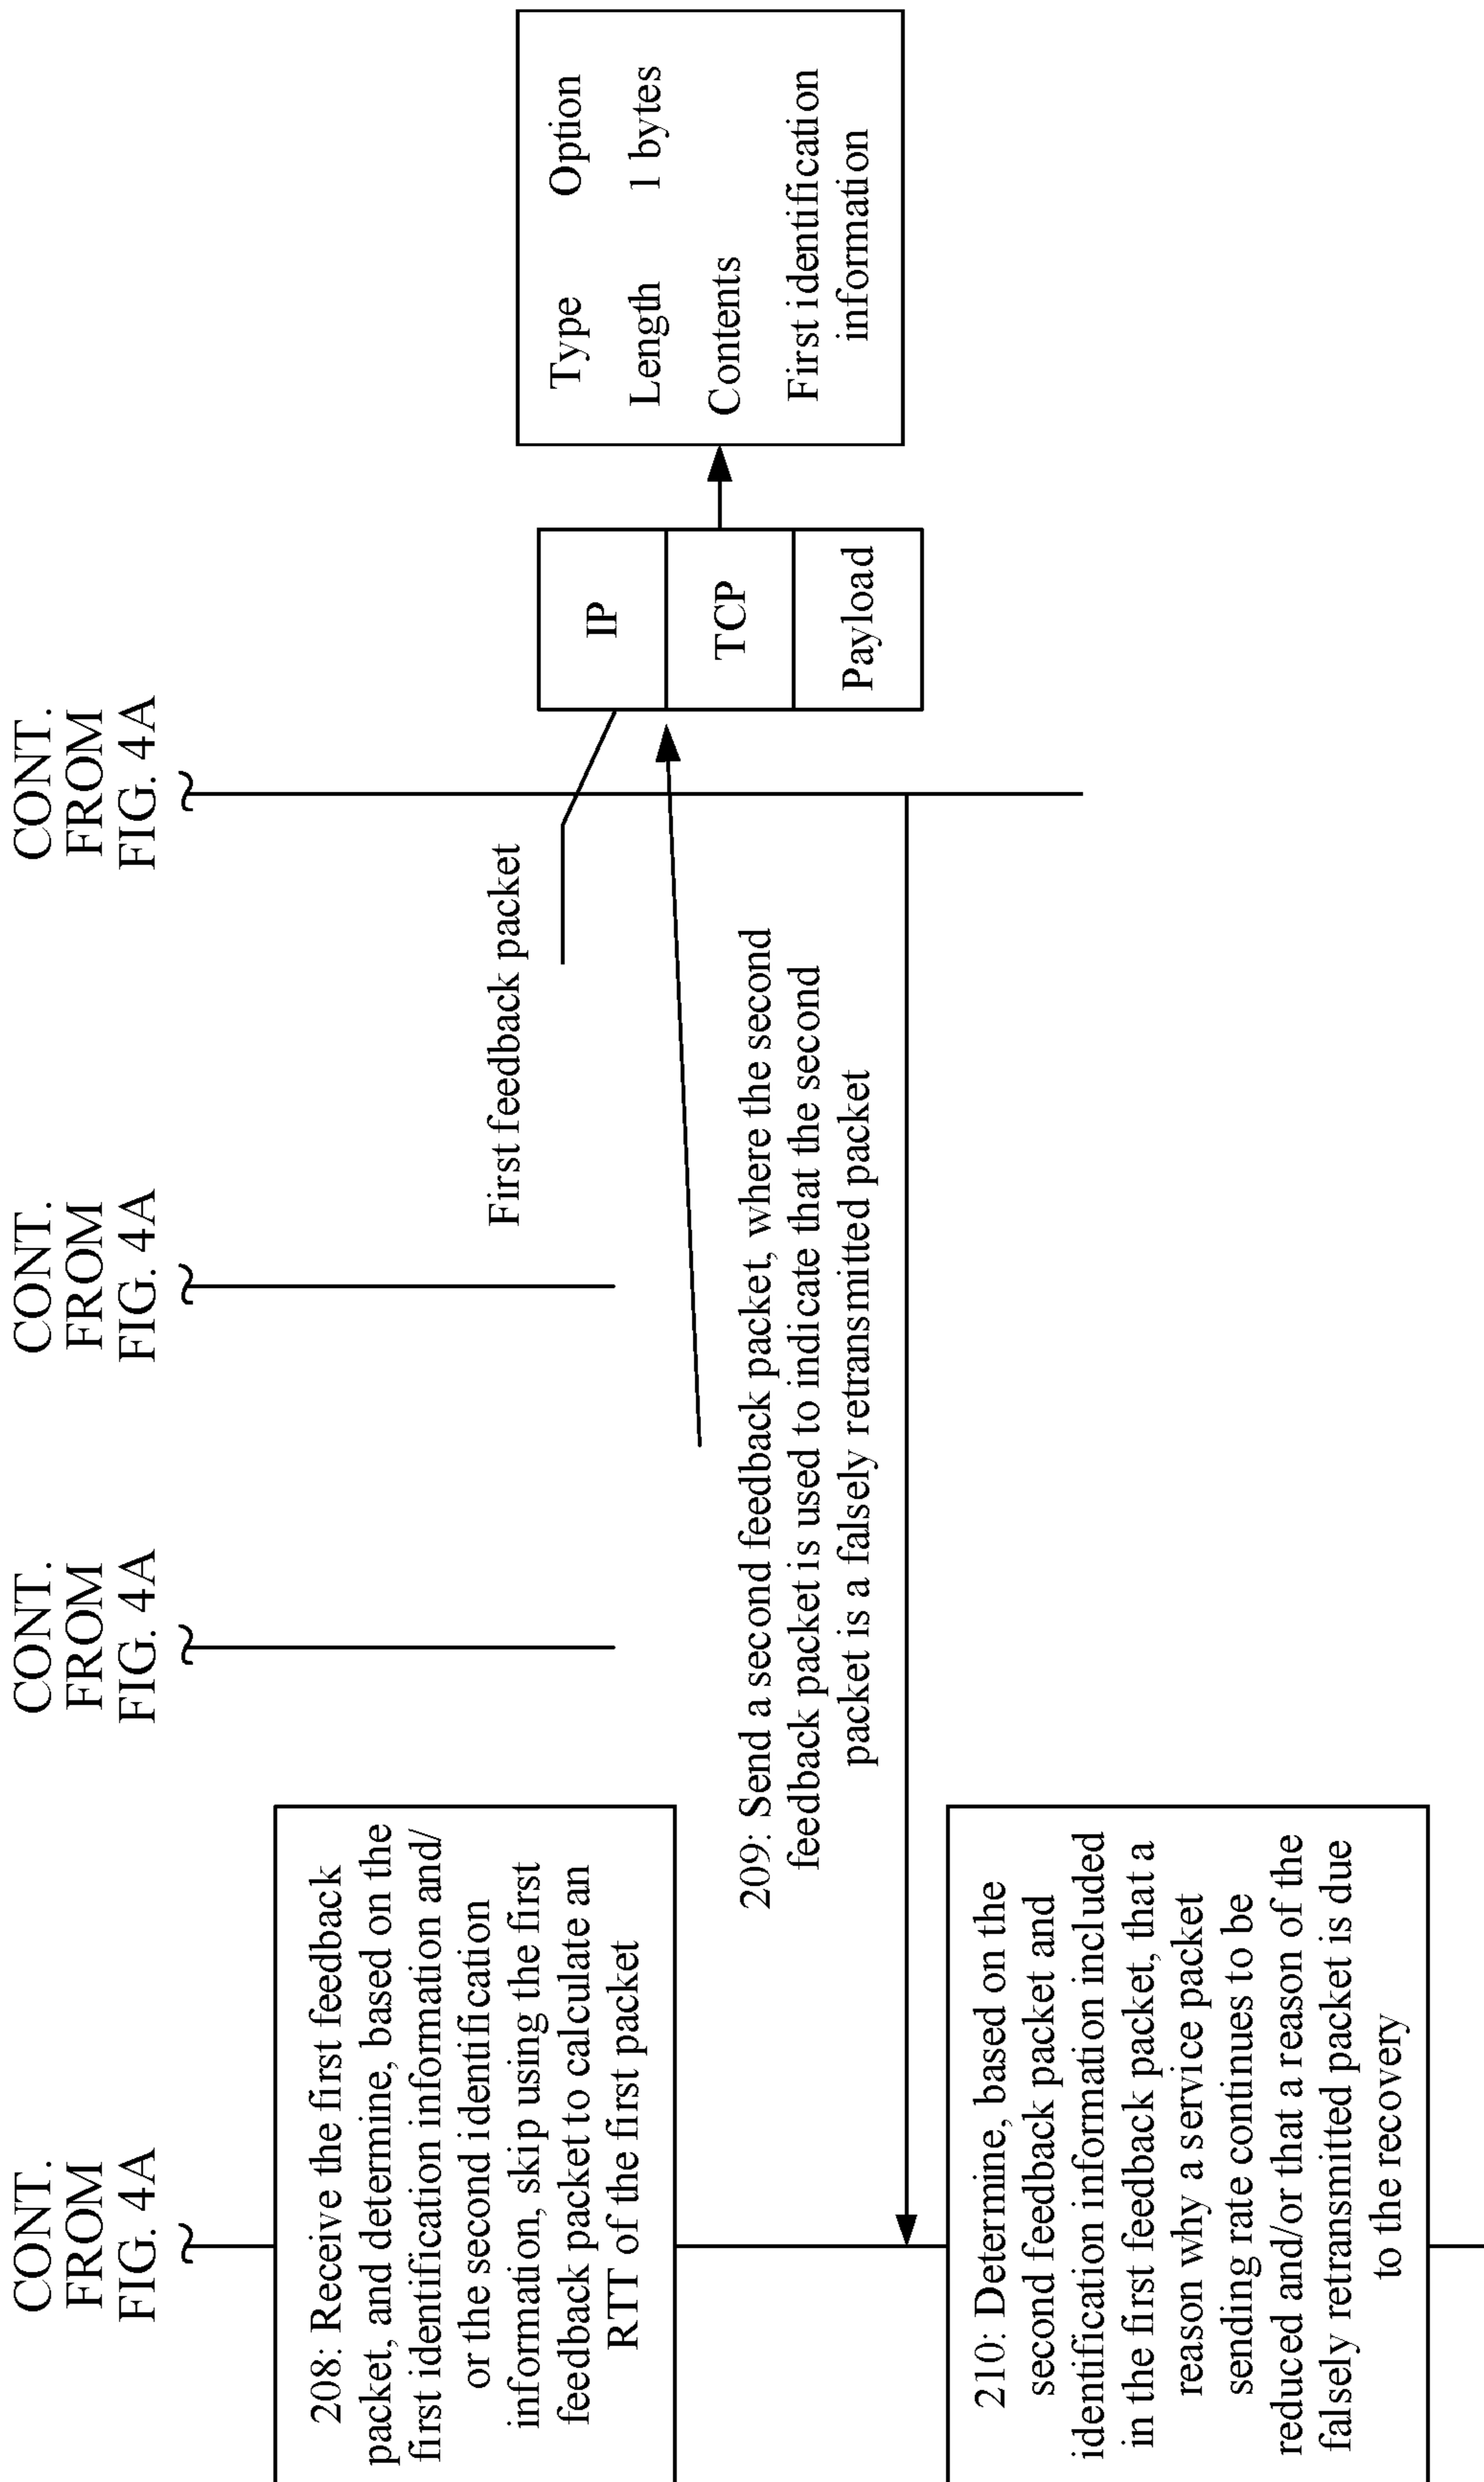 CONT.
FROM
FIG. 4A
CONT.
FROM
FIG. 4A
CONT.
FROM
FIG. 4A
CONT.
FROM
FIG. 4A
208: Receive the first feedback
packet, and determine, based on the
first identification information and/
or the second identification
information, skip using the first
feedback packet to calculate an
RTT of the first packet
First feedback packet
IP
TCP
Payload
Type Option
Length 1 bytes
Contents
First identification
information
209: Send a second feedback packet, where the second
feedback packet is used to indicate that the second
packet is a falsely retransmitted packet
210: Determine, based on the
second feedback packet and
identification information included
in the first feedback packet, that a
reason why a service packet
sending rate continues to be
reduced and/or that a reason of the
falsely retransmitted packet is due
to the recovery